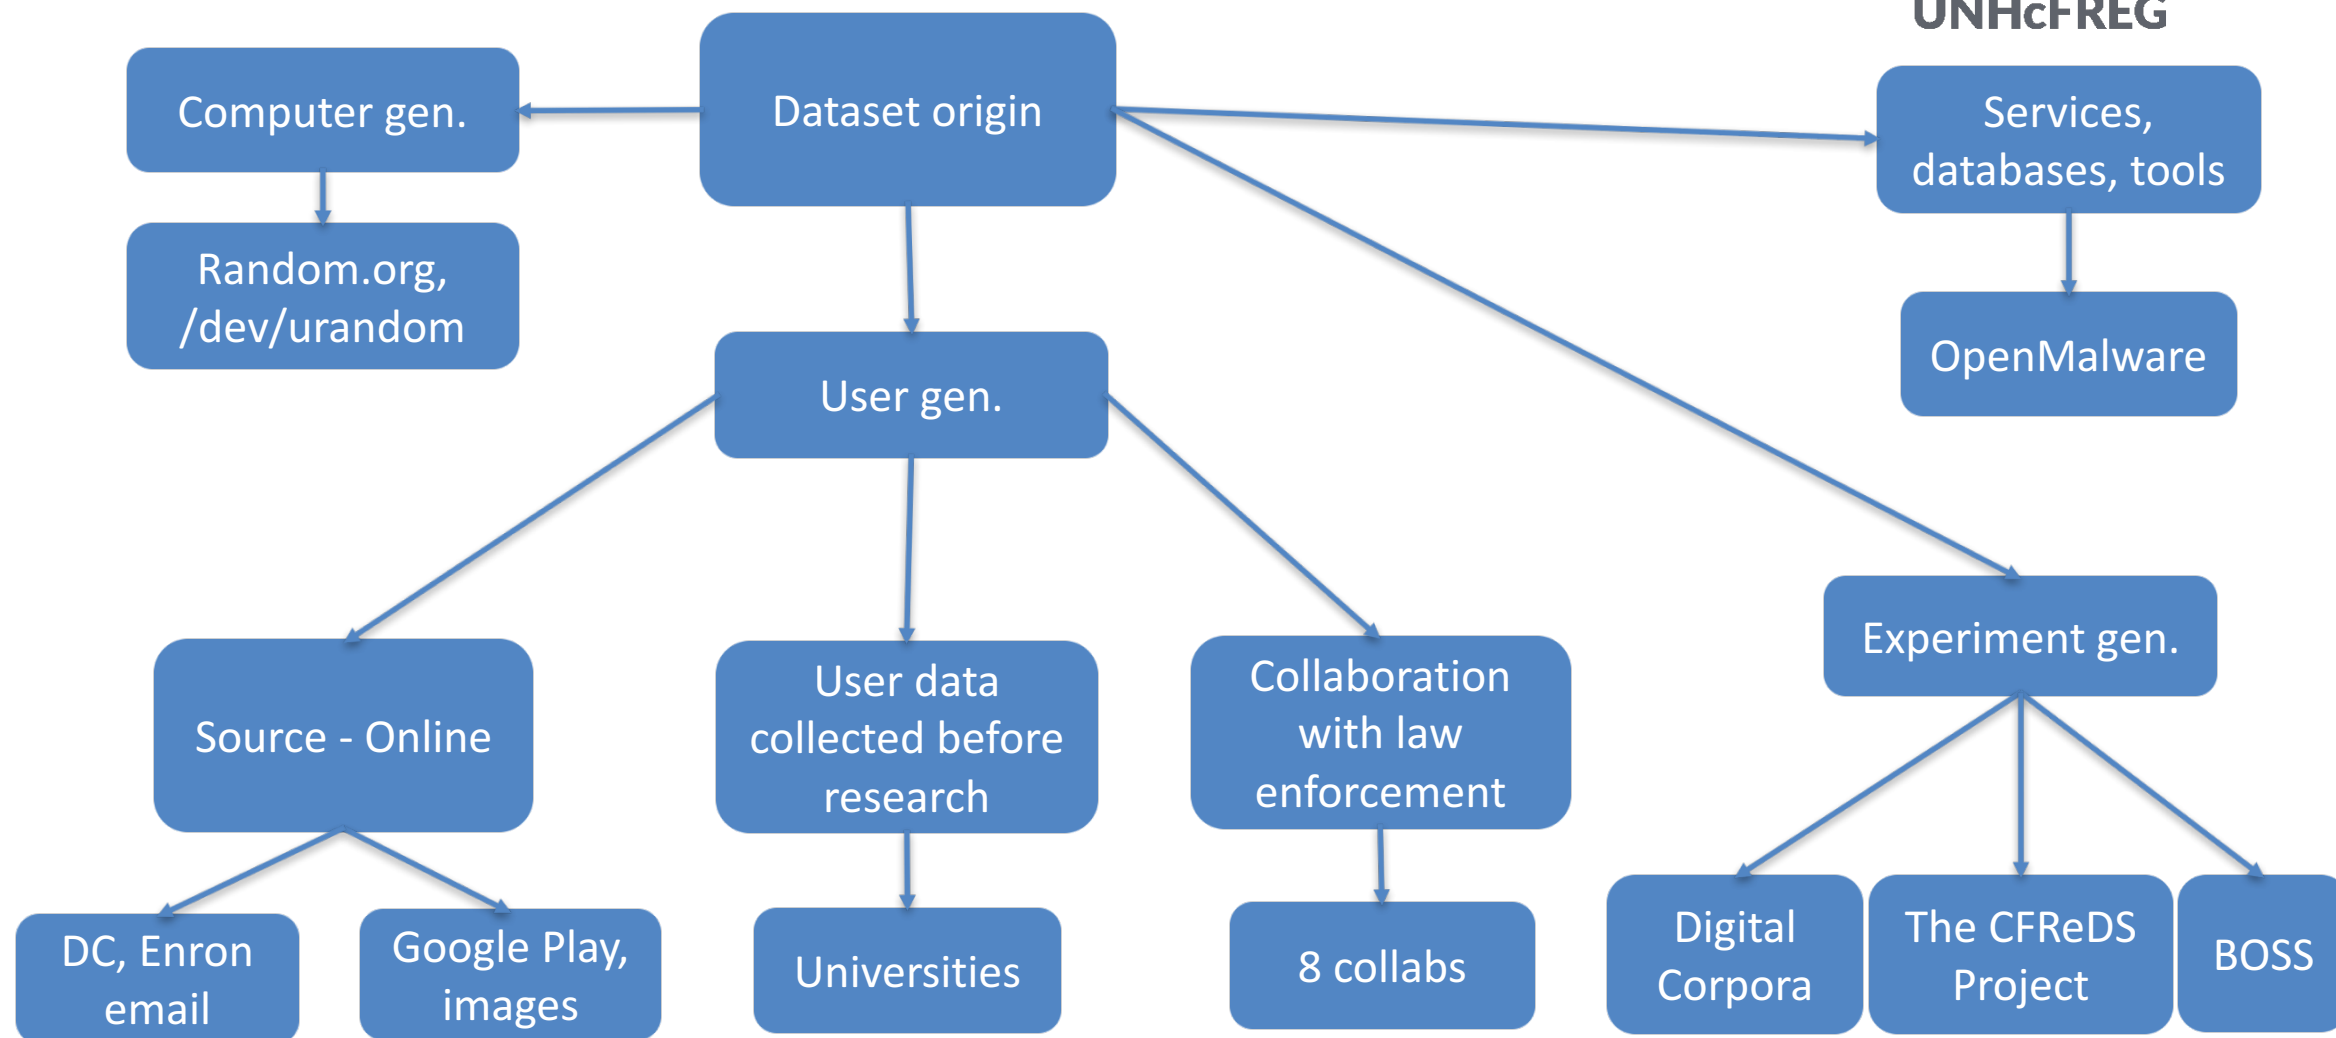 UNHcFREG
Computer gen.
Dataset origin
Services,
databases, tools
Random.org,
/dev/urandom
OpenMalware
User gen.
Experiment gen.
Source - Online
User data
collected before
research
Collaboration
with law
enforcement
DC, Enron
email
Google Play,
images
Universities
8 collabs
Digital
Corpora
The CFReDS
Project
BOSS